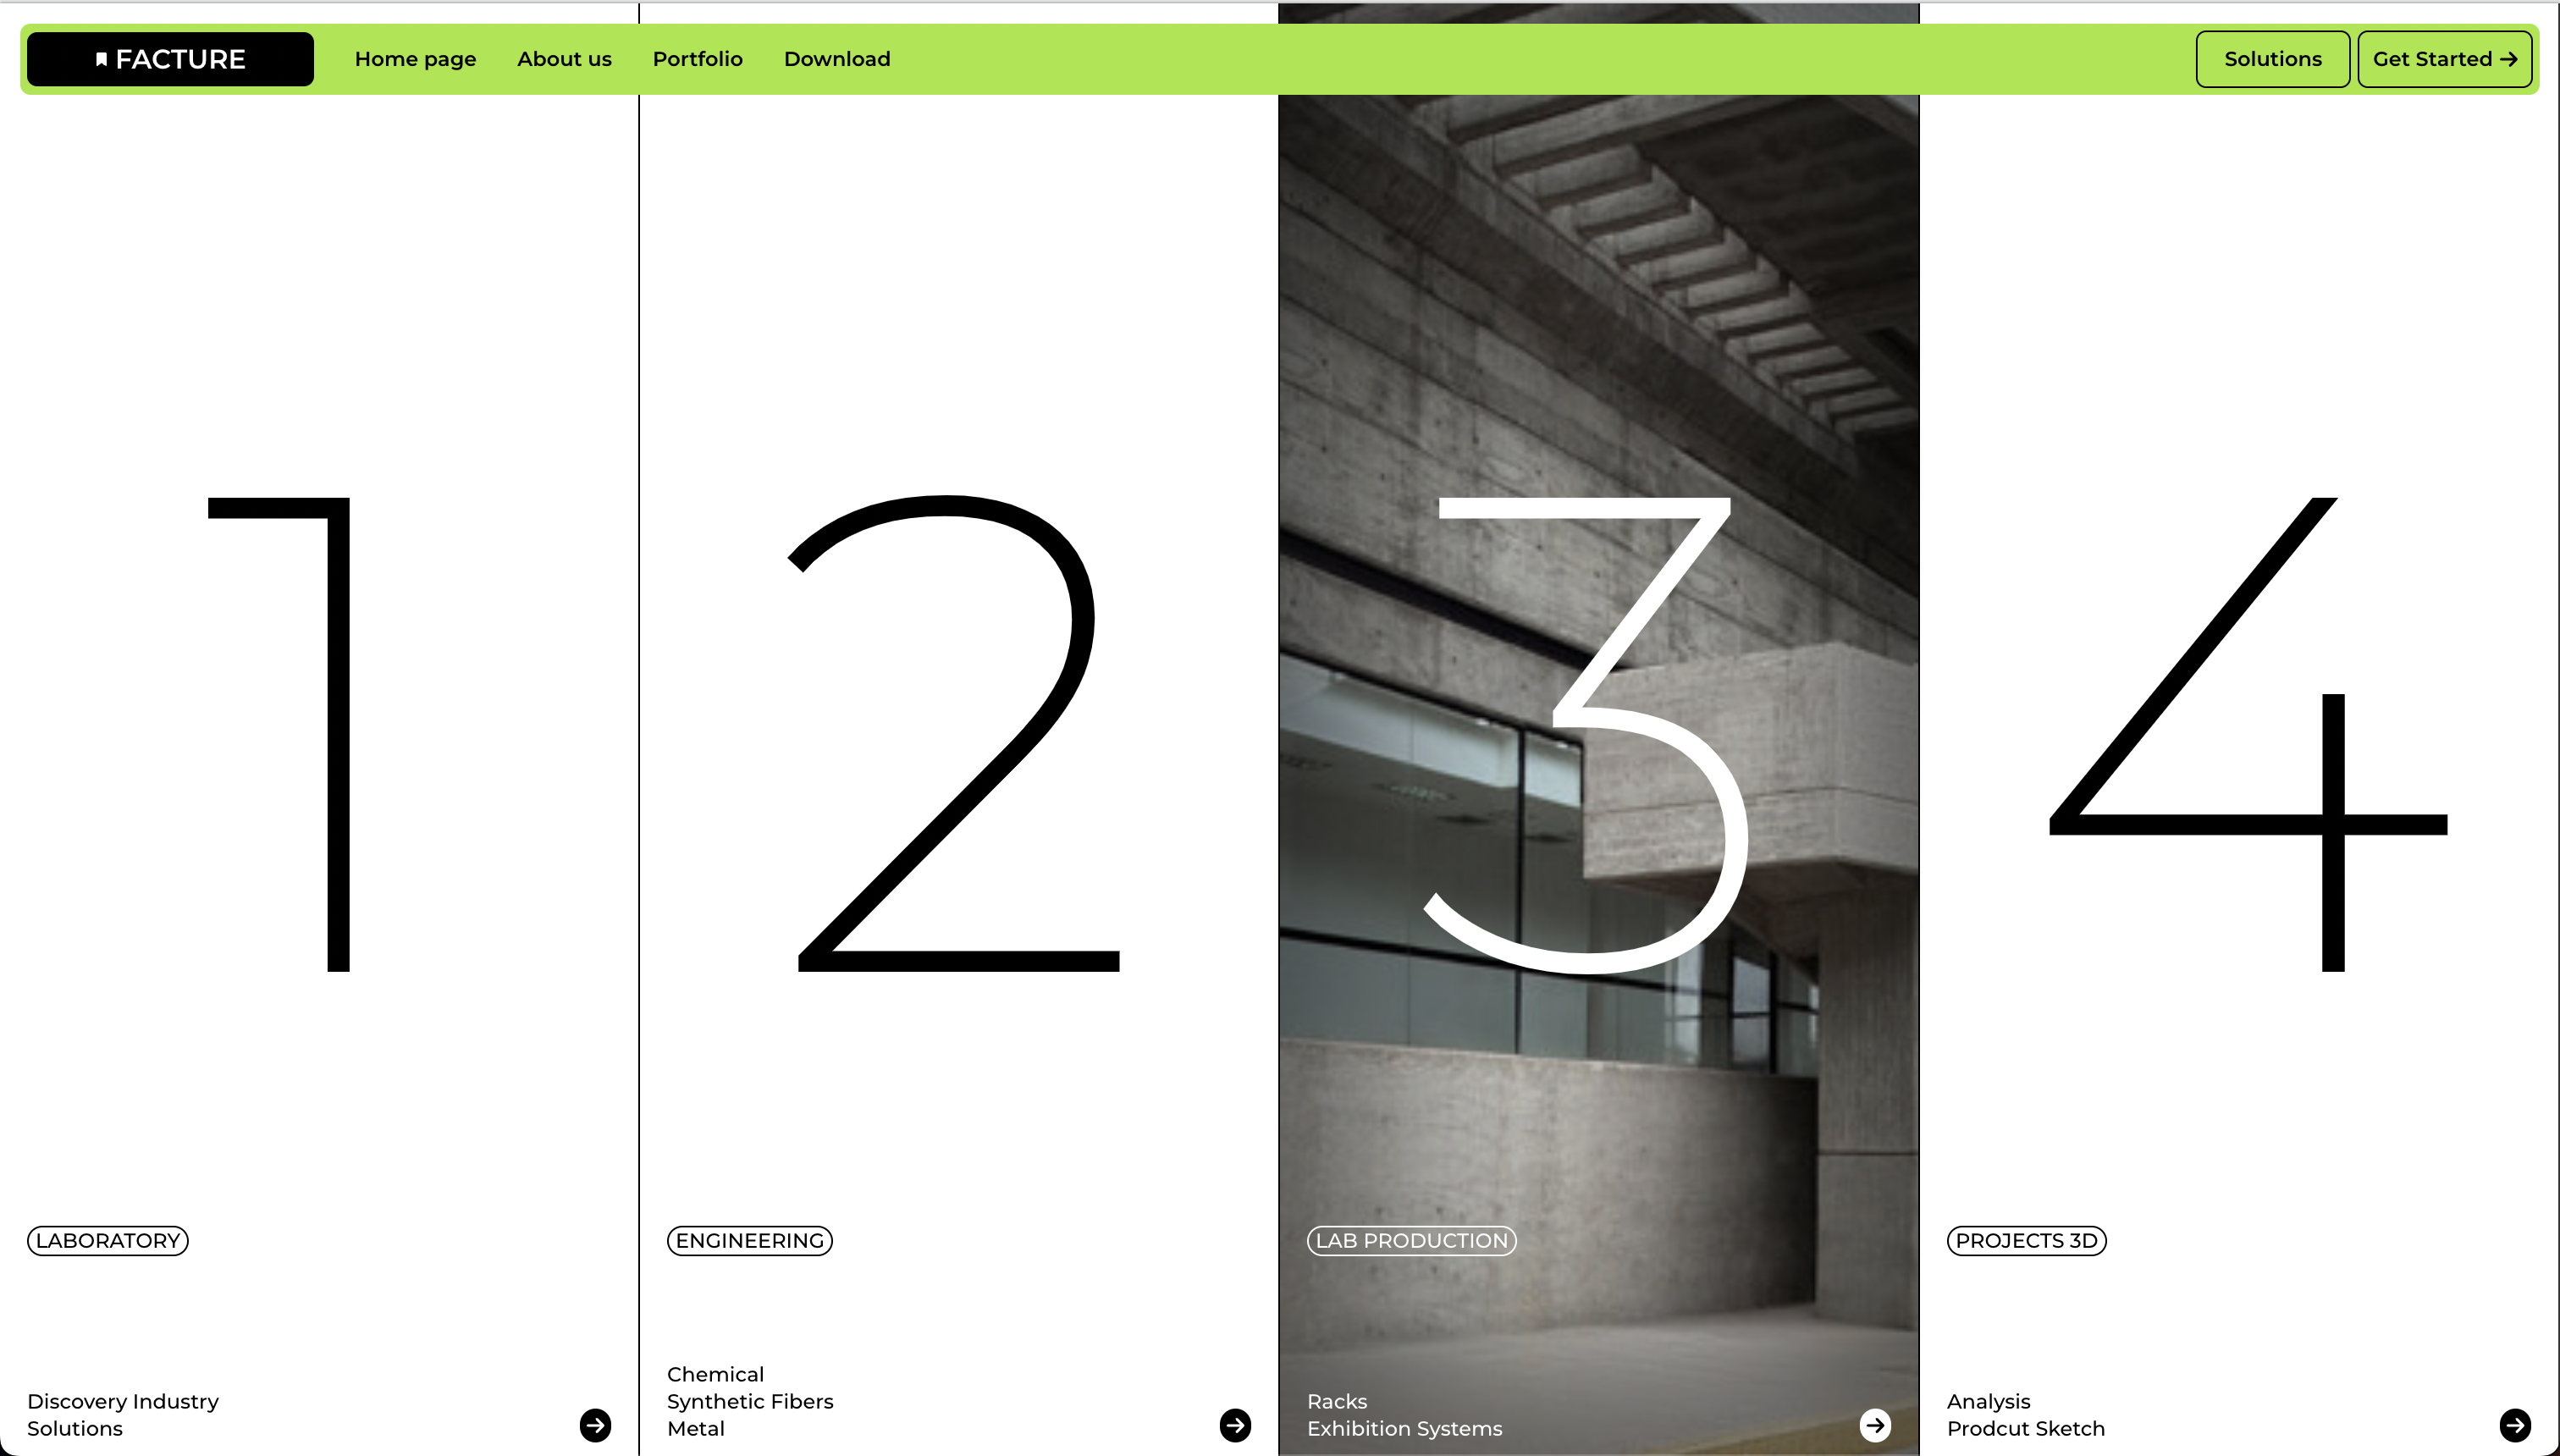 FACTURE
Home page
About us
Portfolio
Download
Solutions
Get Started →
1
2
3
4
LABORATORY
ENGINEERING
LAB PRODUCTION
PROJECTS 3D
Discovery Industry
Solutions
Chemical
Synthetic Fibers
Metal
Racks
Exhibition Systems
Analysis
Prodcut Sketch